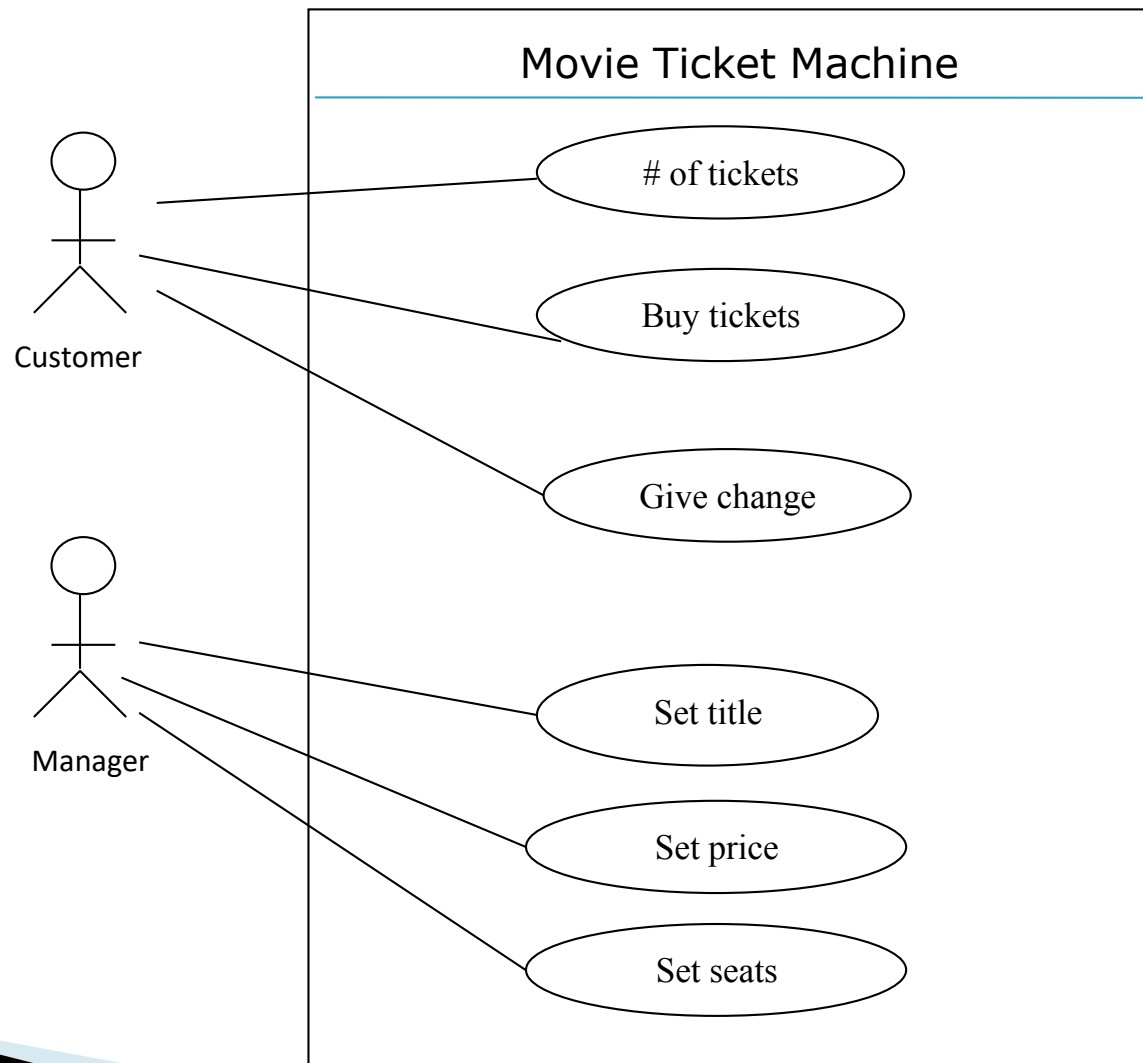 Movie Ticket Machine
# of tickets
Buy tickets
Customer
Give change
Set title
Manager
Set price
Set seats